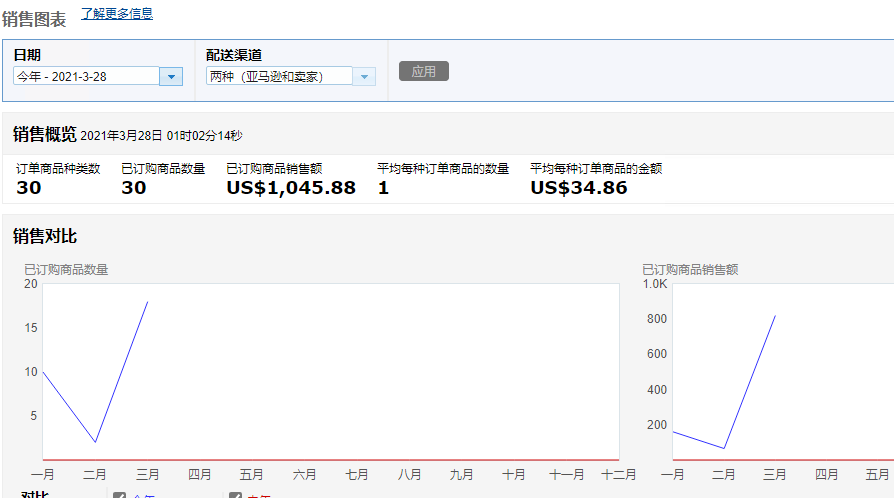 销售图表 了解更多信息
日期 配送渠道
今年 - 2021-3-28 两种（亚马逊和卖家） 应用
销售概览 2021年3月28日 01时02分14秒
订单商品种类数 已订购商品数量 已订购商品销售额 平均每种订单商品的数量 平均每种订单商品的金额
30 30 US$1,045.88 1 US$34.86
销售对比
已订购商品数量 已订购商品销售额
20 1.0K
15 800
10 600
5 400
200
一月 二月 三月 四月 五月 六月 七月 八月 九月 十月 十一月 十二月 一月 二月 三月 四月 五月
对比 今年 去年